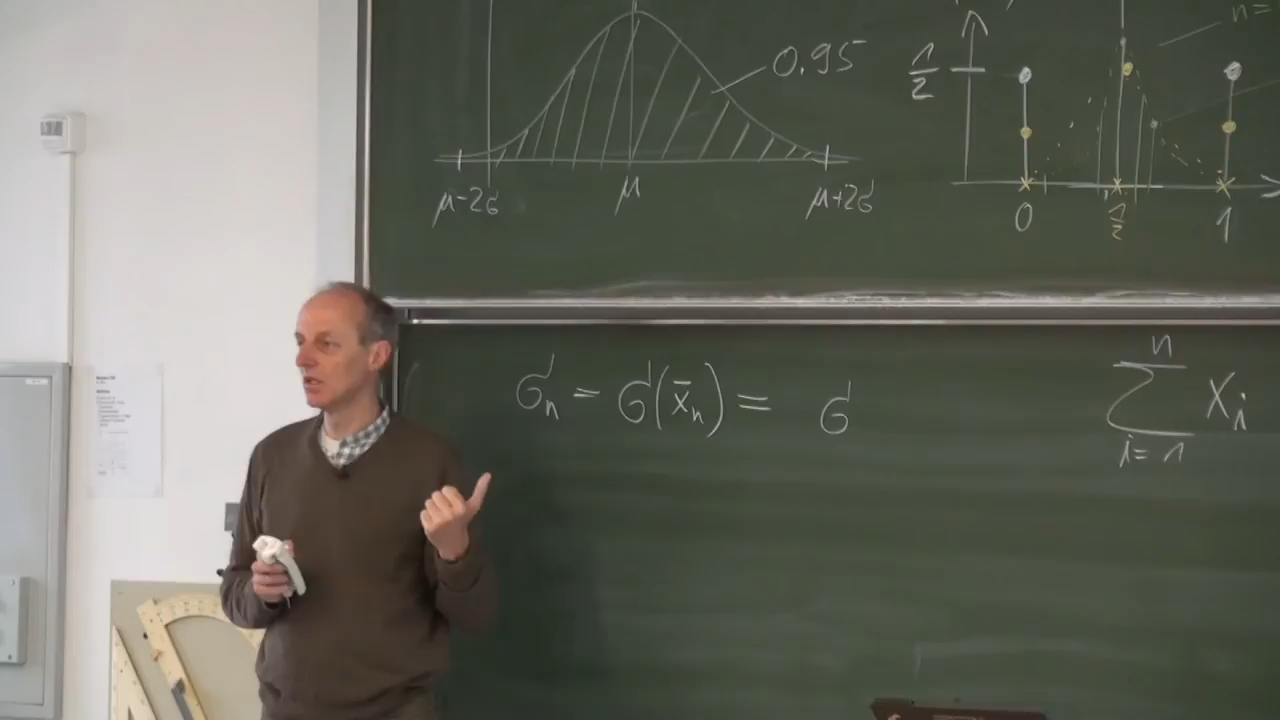 0.95
μ-2σ μ μ+2σ
n=
1/2
0 1/2 1
σₙ = σ(x̄ₙ) = σ
n
∑ Xᵢ
i=1